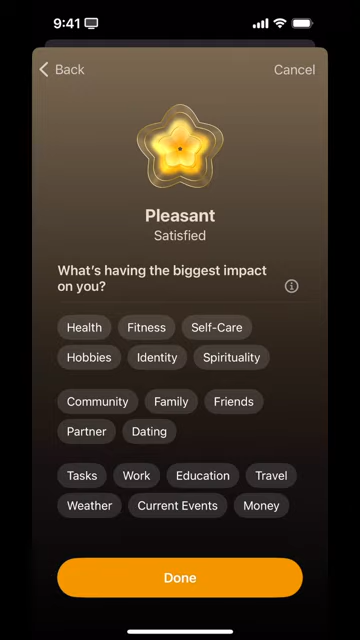 9:41
Back Cancel
Pleasant
Satisfied
What's having the biggest impact
on you?
Health Fitness Self-Care
Hobbies Identity Spirituality
Community Family Friends
Partner Dating
Tasks Work Education Travel
Weather Current Events Money
Done